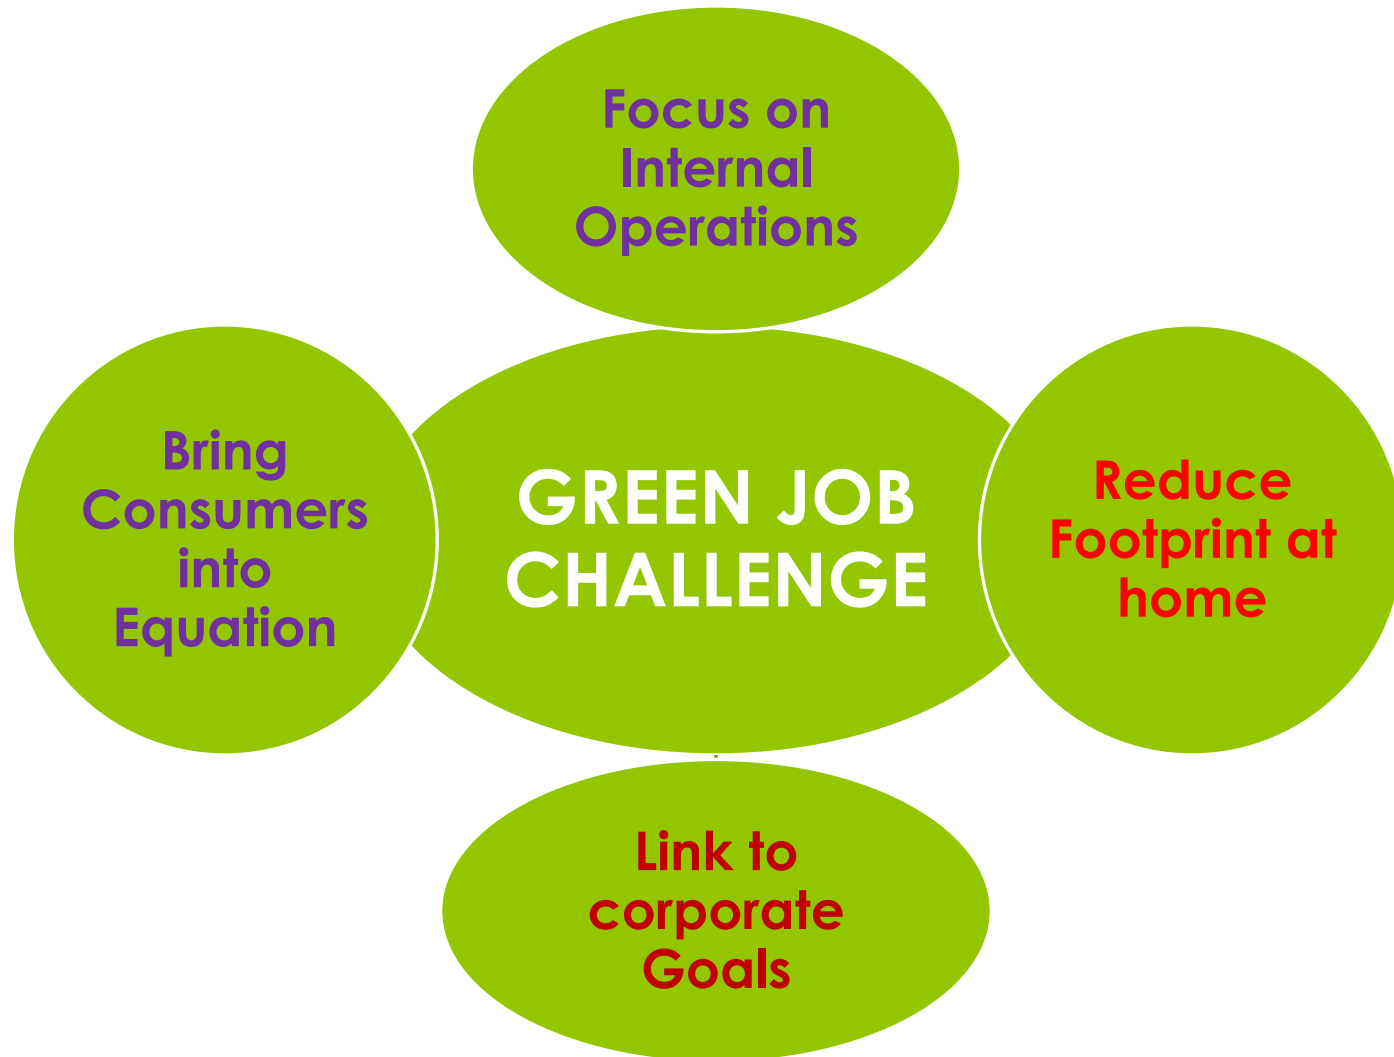 Focus on
Internal
Operations
Bring
Consumers
into
Equation
GREEN JOB
CHALLENGE
Reduce
Footprint at
home
Link to
corporate
Goals